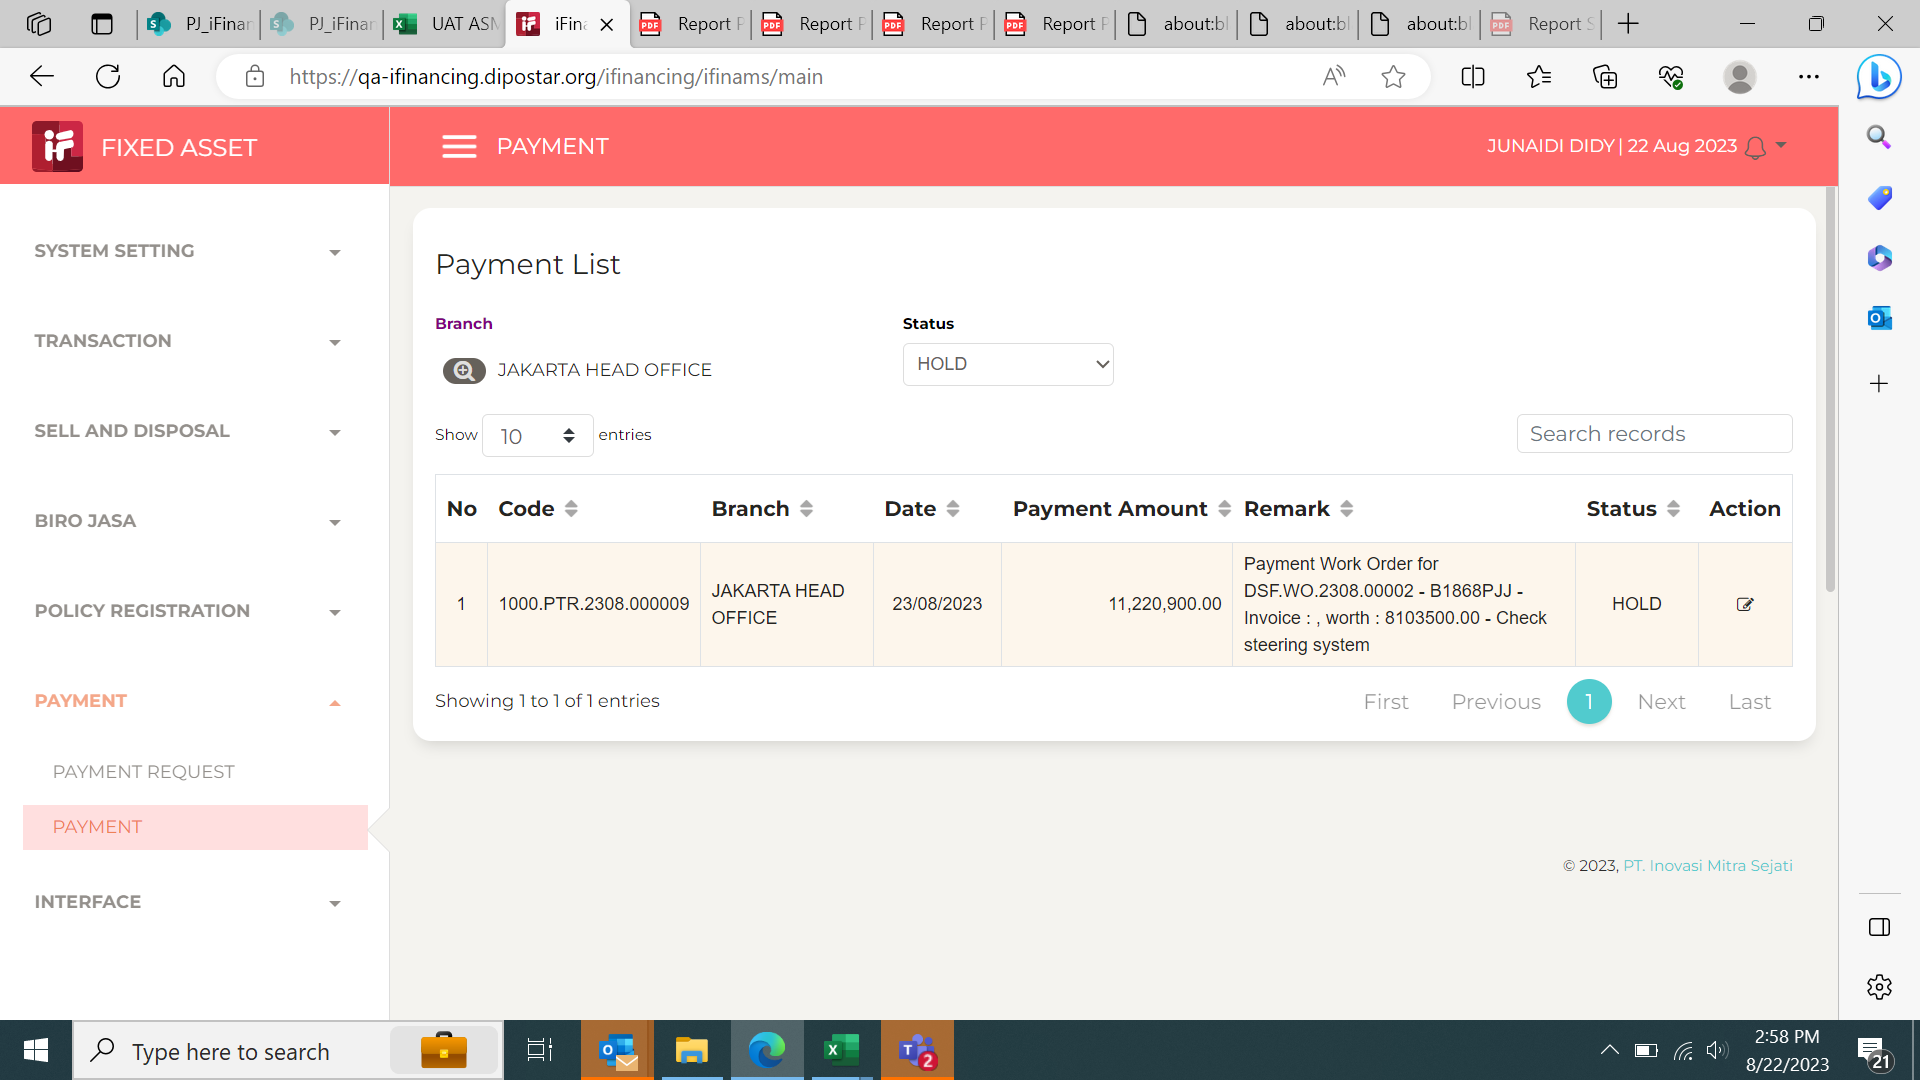 PJ_iFinan
PJ_iFinan
UAT ASM
iFina
Report P
Report P
Report P
Report P
about:bl
about:bl
about:bl
Report S
https://qa-ifinancing.dipostar.org/ifinancing/ifinams/main
FIXED ASSET
PAYMENT
JUNAIDI DIDY | 22 Aug 2023
SYSTEM SETTING
TRANSACTION
SELL AND DISPOSAL
BIRO JASA
POLICY REGISTRATION
PAYMENT
PAYMENT REQUEST
PAYMENT
INTERFACE
Payment List
Branch
Status
JAKARTA HEAD OFFICE
HOLD
Show 10 entries
Search records
No Code Branch Date Payment Amount Remark Status Action
1 1000.PTR.2308.000009 JAKARTA HEAD OFFICE 23/08/2023 11,220,900.00
Payment Work Order for
DSF.WO.2308.00002 - B1868PJJ -
Invoice : , worth : 8103500.00 - Check
steering system
HOLD
Showing 1 to 1 of 1 entries
First Previous 1 Next Last
© 2023, PT. Inovasi Mitra Sejati
Type here to search
2
2:58 PM
8/22/2023
21